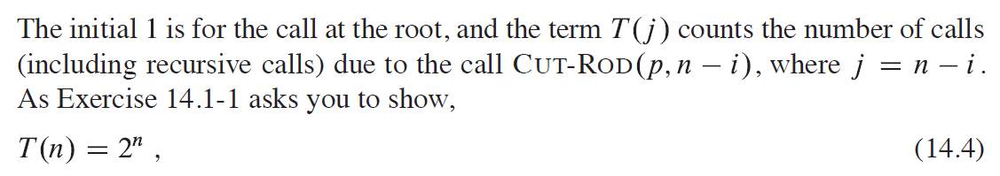 The initial 1 is for the call at the root, and the term T(j) counts the number of calls
(including recursive calls) due to the call CUT-ROD(p, n − i), where j = n − i.
As Exercise 14.1-1 asks you to show,
T(n) = 2ⁿ , (14.4)